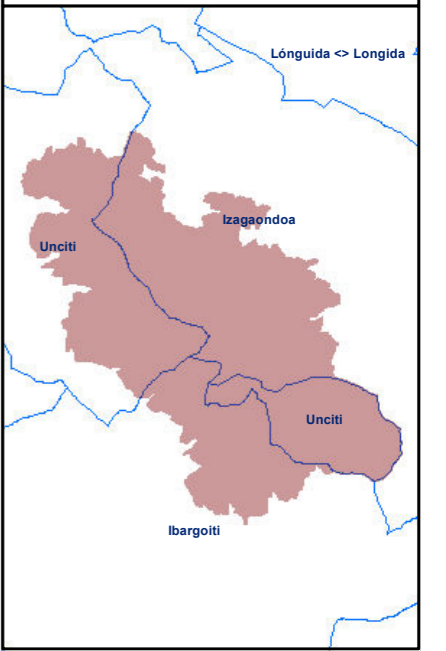 Lónguida <> Longida
Izagaondoa
Unciti
Unciti
Ibargoiti